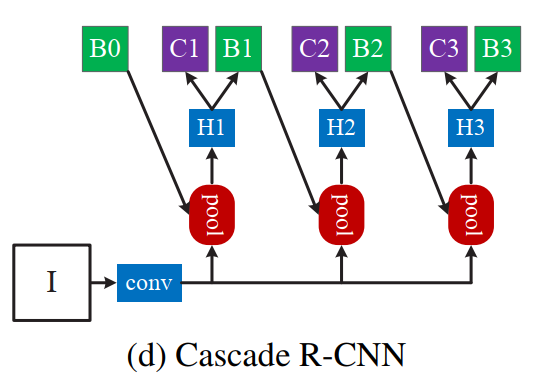 B0 C1 B1 C2 B2 C3 B3
H1 H2 H3
pool pool pool
I conv
(d) Cascade R-CNN